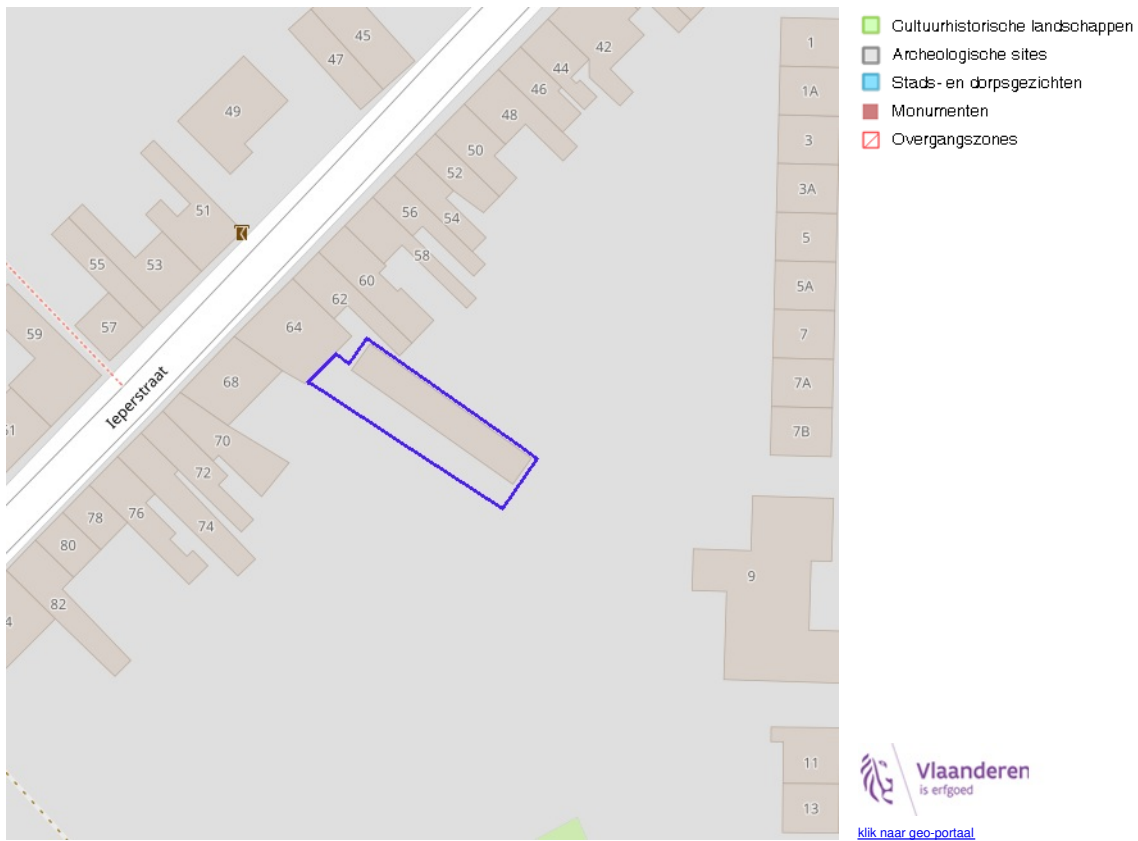 45
47
49
51
53
55
57
59
61
42
44
46
48
50
52
54
56
58
60
62
64
68
70
72
74
76
78
80
82
4
Ieperstraat
1
1A
3
3A
5
5A
7
7A
7B
9
11
13
Cultuurhistorische landschappen
Archeologische sites
Stads- en dorpsgezichten
Monumenten
Overgangszones
Vlaanderen
is erfgoed
klik naar geo-portaal